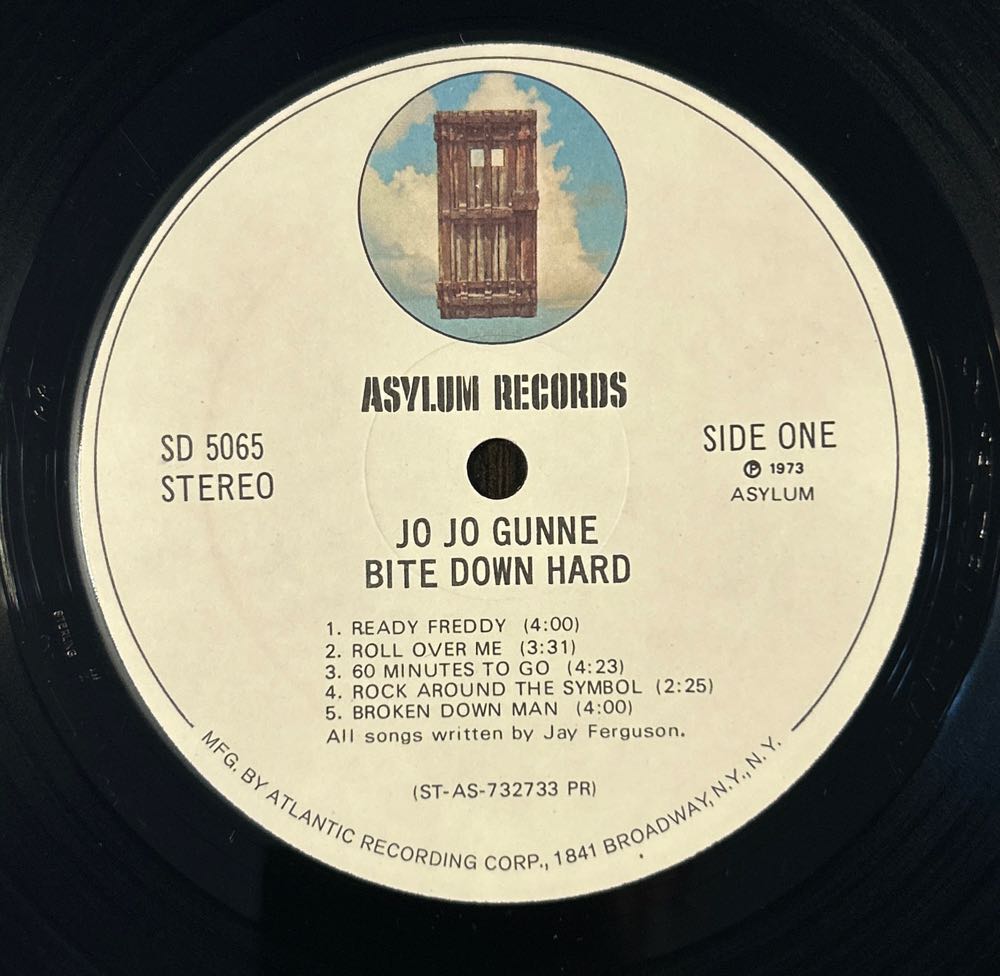 ASYLUM RECORDS
SD 5065
STEREO
SIDE ONE
Ⓟ 1973
ASYLUM
JO JO GUNNE
BITE DOWN HARD
1. READY FREDDY (4:00)
2. ROLL OVER ME (3:31)
3. 60 MINUTES TO GO (4:23)
4. ROCK AROUND THE SYMBOL (2:25)
5. BROKEN DOWN MAN (4:00)
All songs written by Jay Ferguson.
(ST-AS-732733 PR)
MFG. BY ATLANTIC RECORDING CORP., 1841 BROADWAY, N.Y., N.Y.
STERLING